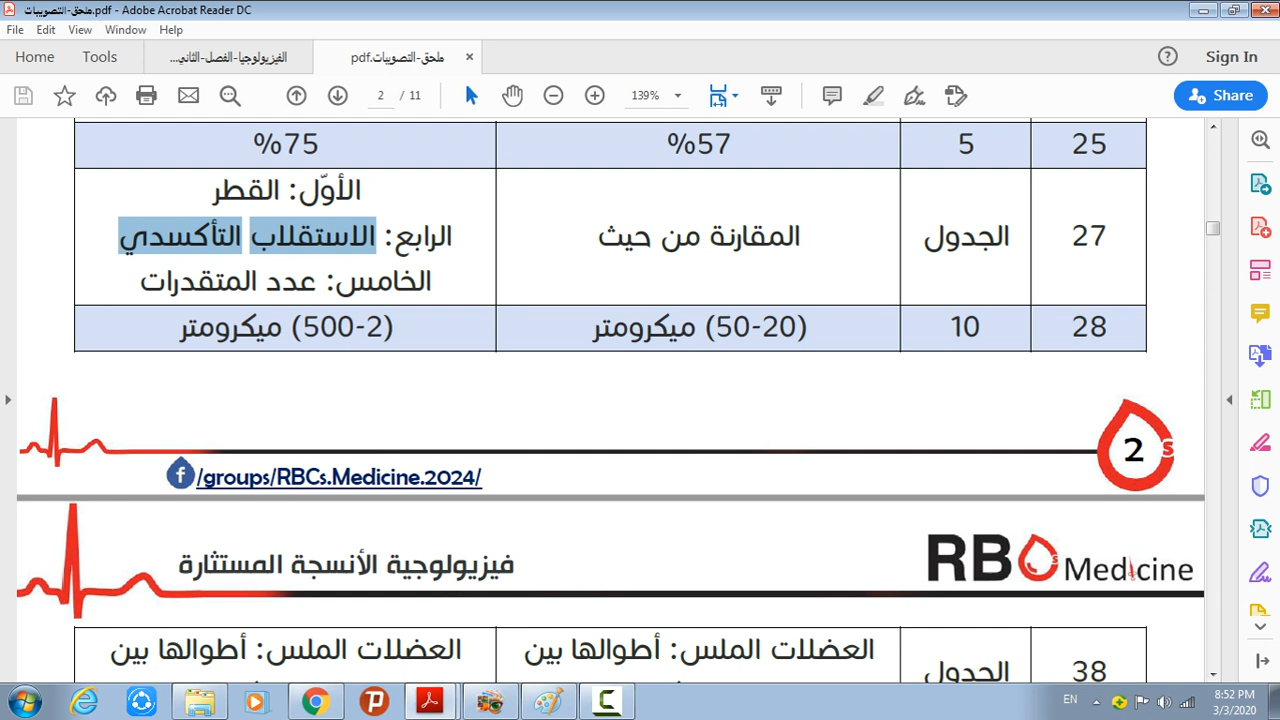 ملحق-التصويبات.pdf - Adobe Acrobat Reader DC
File Edit View Window Help
Home Tools الفيزيولوجيا-الفصل-الثاني... ملحق-التصويبات.pdf × Sign In
2 / 11 139% Share
25 5 57% 75%
27 الجدول المقارنة من حيث الأوّل: القطر
الرابع: الاستقلاب التأكسدي
الخامس: عدد المتقدرات
28 10 (20-50) ميكرومتر (2-500) ميكرومتر
2
/groups/RBCs.Medicine.2024/
RBCs Medicine فيزيولوجية الأنسجة المستثارة
38 الجدول العضلات الملس: أطوالها بين العضلات الملس: أطوالها بين
EN 8:52 PM
3/3/2020